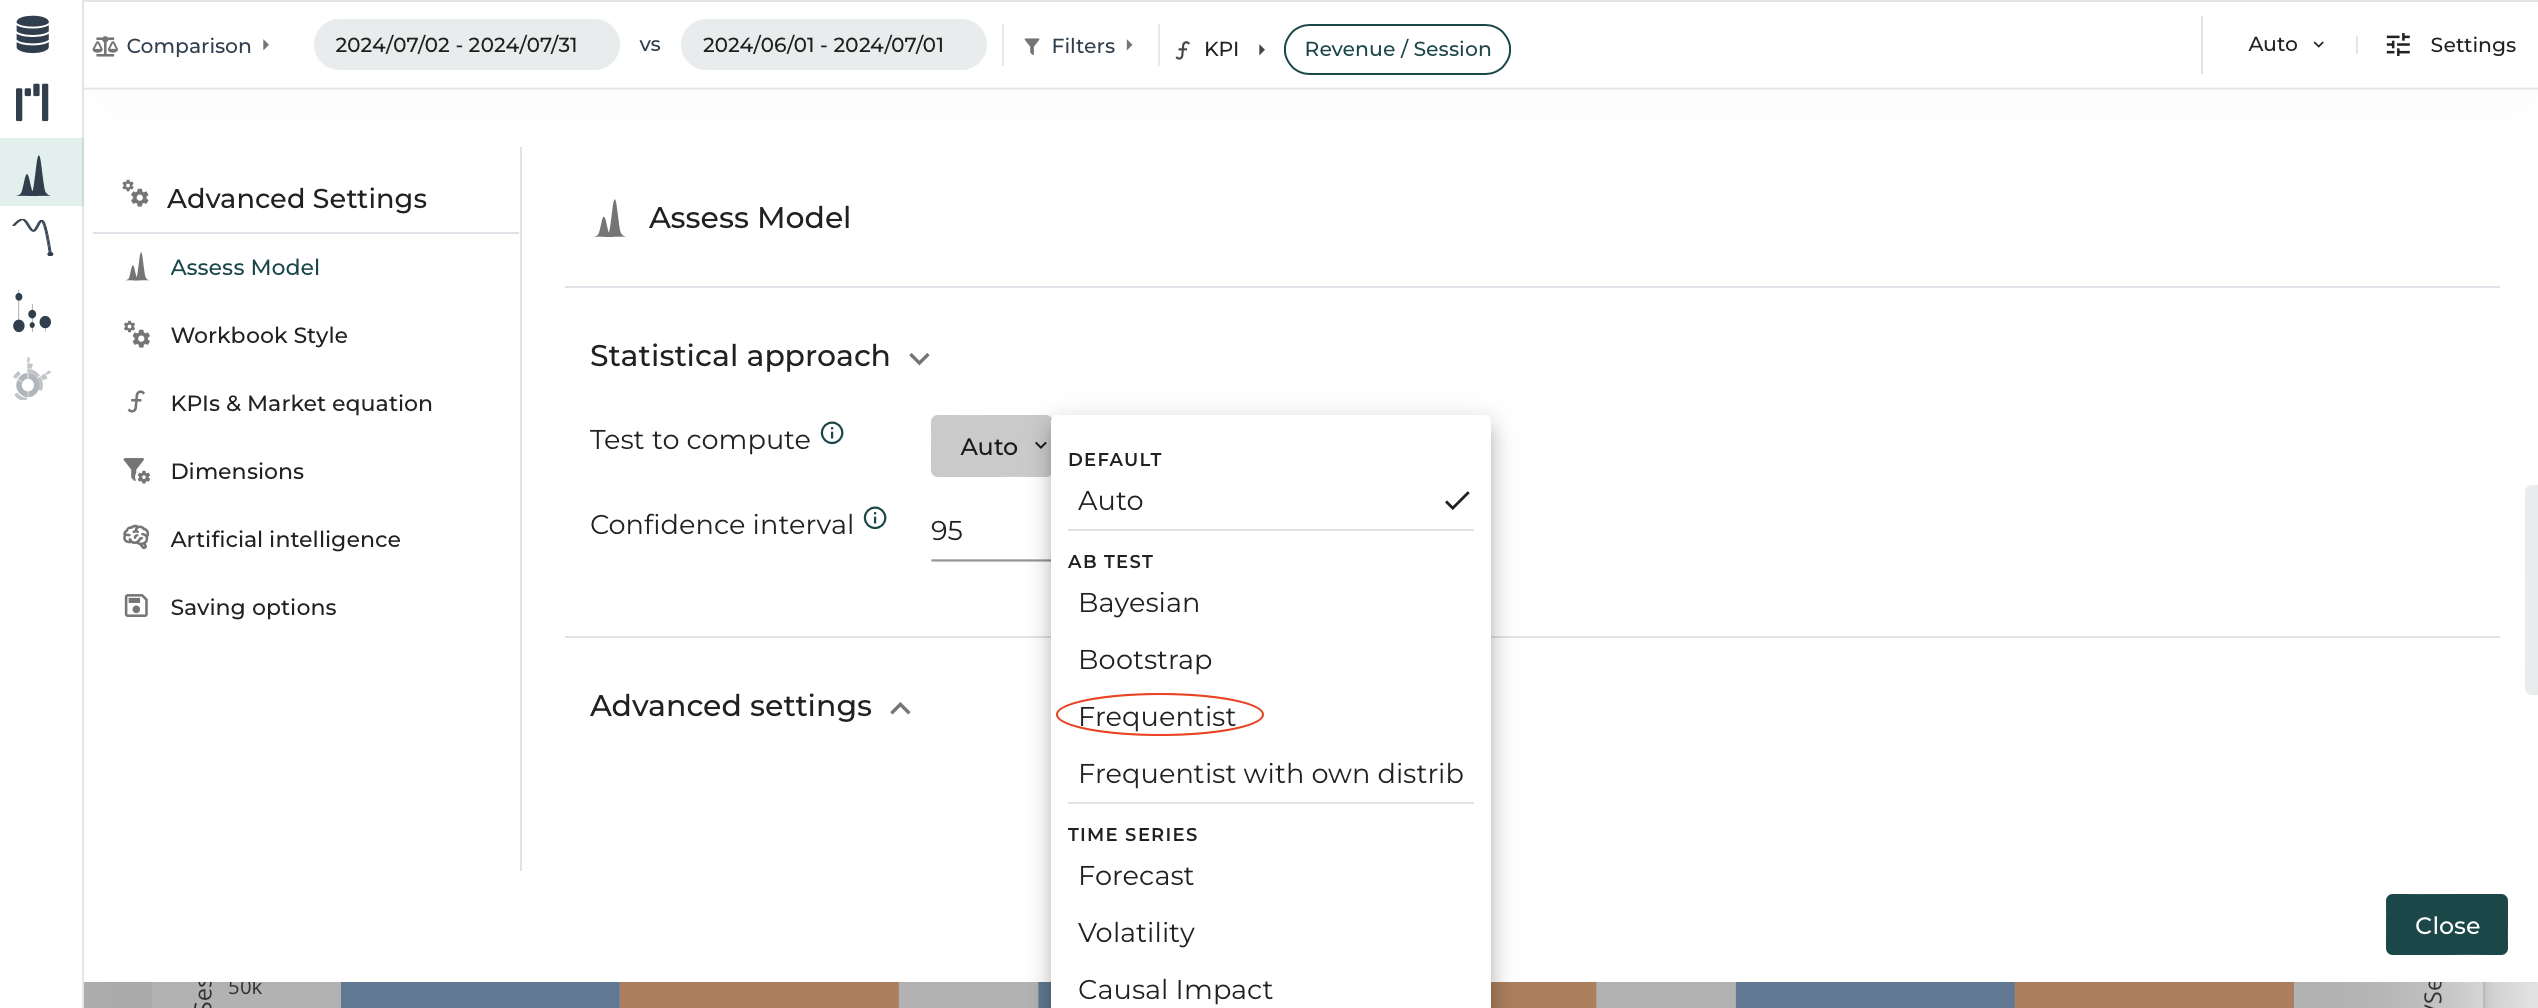 Comparison
2024/07/02 - 2024/07/31
vs
2024/06/01 - 2024/07/01
Filters
KPI
Revenue / Session
Auto
Settings
Advanced Settings
Assess Model
Workbook Style
KPIs & Market equation
Dimensions
Artificial intelligence
Saving options
Assess Model
Statistical approach
Test to compute
Auto
Confidence interval
95
Advanced settings
DEFAULT
Auto
AB TEST
Bayesian
Bootstrap
Frequentist
Frequentist with own distrib
TIME SERIES
Forecast
Volatility
Causal Impact
Close
50k